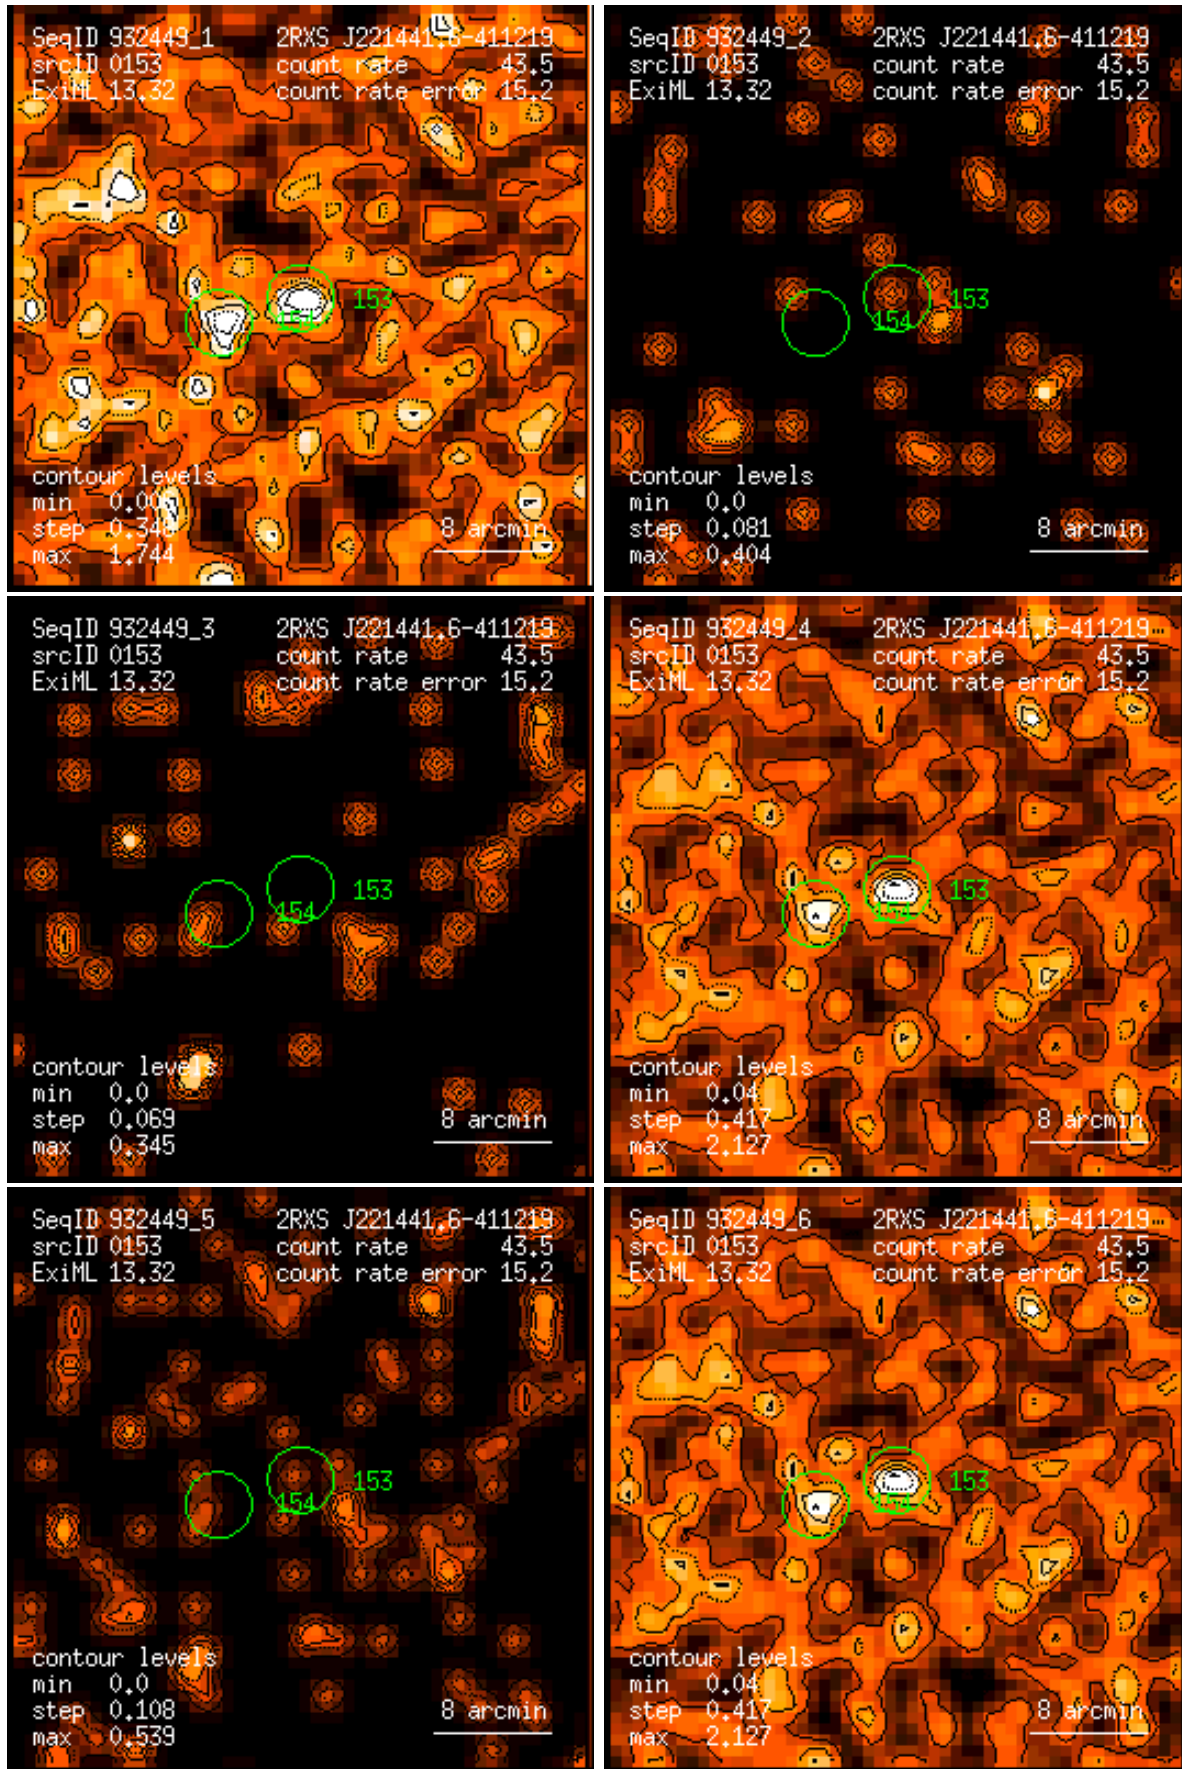 SeqID 932449_1 2RXS J221441.6-411219
srcID 0153 count rate 43.5
ExiML 13.32 count rate error 15.2
153
154
contour levels
min 0.006
step 0.348 8 arcmin
max 1.744
SeqID 932449_2 2RXS J221441.6-411219
srcID 0153 count rate 43.5
ExiML 13.32 count rate error 15.2
153
154
contour levels
min 0.0
step 0.081 8 arcmin
max 0.404
SeqID 932449_3 2RXS J221441.6-411219
srcID 0153 count rate 43.5
ExiML 13.32 count rate error 15.2
153
154
contour levels
min 0.0
step 0.069 8 arcmin
max 0.345
SeqID 932449_4 2RXS J221441.6-411219
srcID 0153 count rate 43.5
ExiML 13.32 count rate error 15.2
153
154
contour levels
min 0.04
step 0.417 8 arcmin
max 2.127
SeqID 932449_5 2RXS J221441.6-411219
srcID 0153 count rate 43.5
ExiML 13.32 count rate error 15.2
153
154
contour levels
min 0.0
step 0.108 8 arcmin
max 0.539
SeqID 932449_6 2RXS J221441.6-411219
srcID 0153 count rate 43.5
ExiML 13.32 count rate error 15.2
153
154
contour levels
min 0.04
step 0.417 8 arcmin
max 2.127